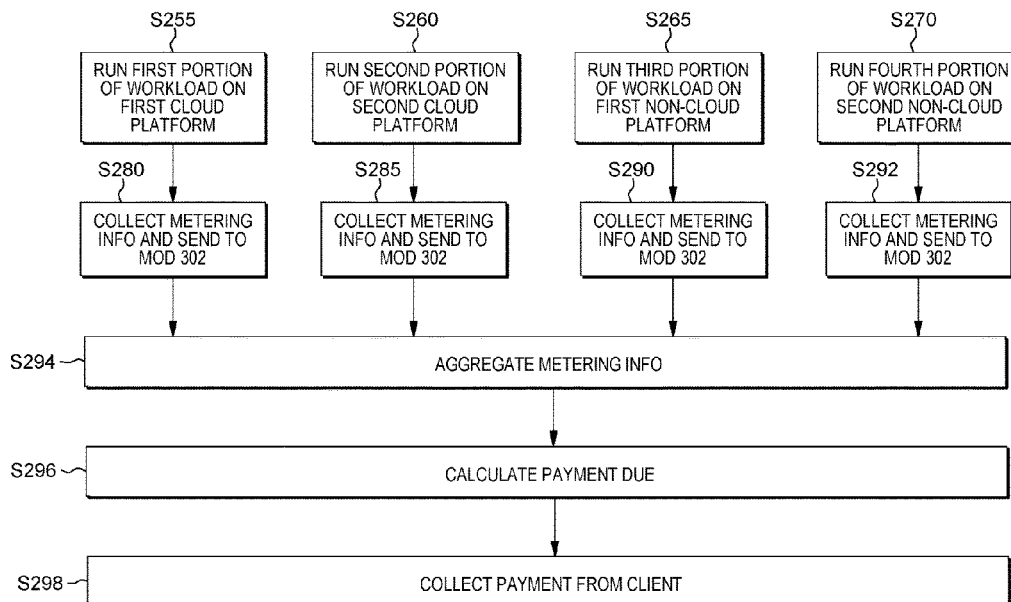 S255
S260
S265
S270
RUN FIRST PORTION
OF WORKLOAD ON
FIRST CLOUD
PLATFORM
RUN SECOND PORTION
OF WORKLOAD ON
SECOND CLOUD
PLATFORM
RUN THIRD PORTION
OF WORKLOAD ON
FIRST NON-CLOUD
PLATFORM
RUN FOURTH PORTION
OF WORKLOAD ON
SECOND NON-CLOUD
PLATFORM
S280
S285
S290
S292
COLLECT METERING
INFO AND SEND TO
MOD 302
COLLECT METERING
INFO AND SEND TO
MOD 302
COLLECT METERING
INFO AND SEND TO
MOD 302
COLLECT METERING
INFO AND SEND TO
MOD 302
S294
AGGREGATE METERING INFO
S296
CALCULATE PAYMENT DUE
S298
COLLECT PAYMENT FROM CLIENT